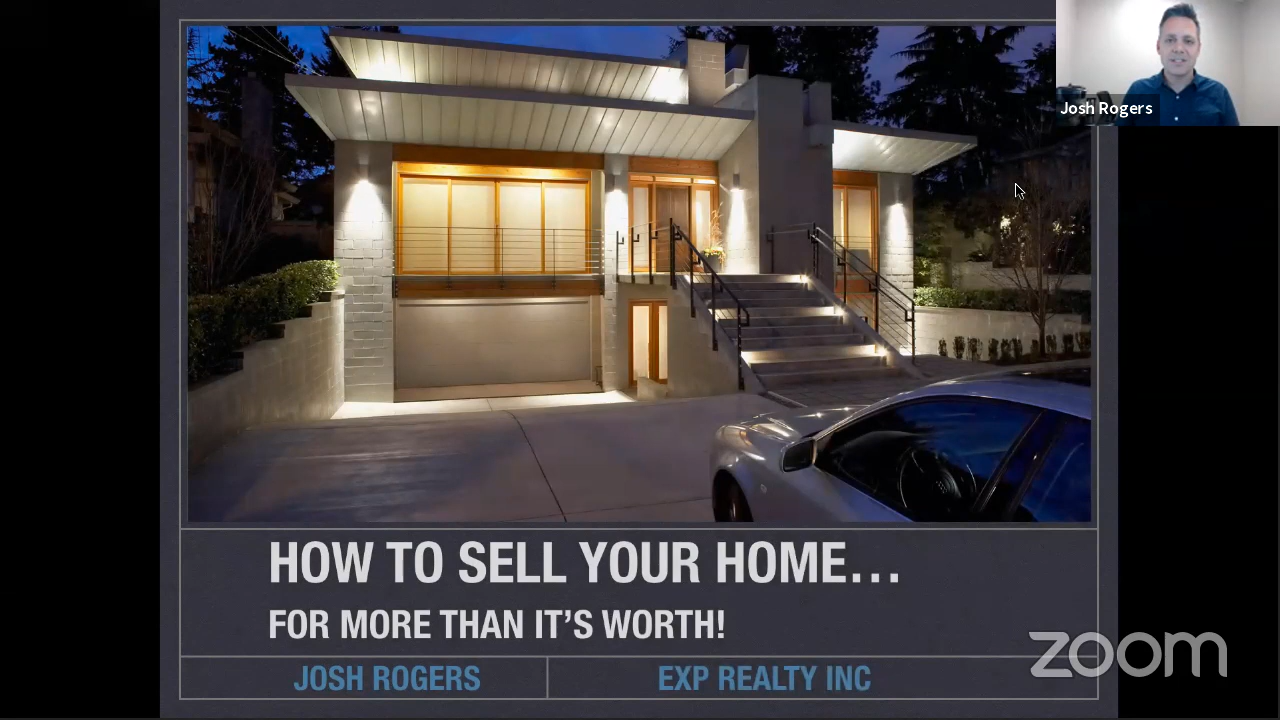 Josh Rogers
HOW TO SELL YOUR HOME...
FOR MORE THAN IT'S WORTH!
JOSH ROGERS
EXP REALTY INC
zoom